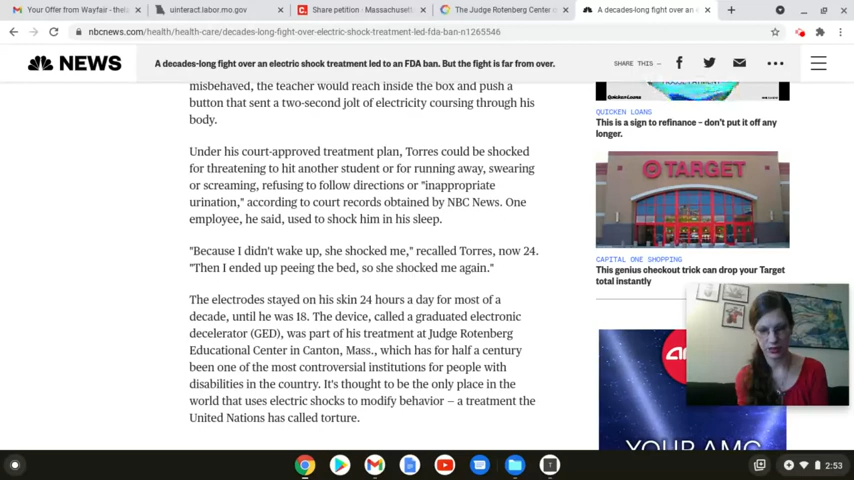 Your Offer from Wayfair - thela
uinteract.labor.mo.gov
Share petition - Massachuset
The Judge Rotenberg Center is
A decades-long fight over an e
nbcnews.com/health/health-care/decades-long-fight-over-electric-shock-treatment-led-fda-ban-n1265546
NEWS
A decades-long fight over an electric shock treatment led to an FDA ban. But the fight is far from over.
SHARE THIS —
misbehaved, the teacher would reach inside the box and push a
button that sent a two-second jolt of electricity coursing through his
body.
Under his court-approved treatment plan, Torres could be shocked
for threatening to hit another student or for running away, swearing
or screaming, refusing to follow directions or "inappropriate
urination," according to court records obtained by NBC News. One
employee, he said, used to shock him in his sleep.
"Because I didn't wake up, she shocked me," recalled Torres, now 24.
"Then I ended up peeing the bed, so she shocked me again."
The electrodes stayed on his skin 24 hours a day for most of a
decade, until he was 18. The device, called a graduated electronic
decelerator (GED), was part of his treatment at Judge Rotenberg
Educational Center in Canton, Mass., which has for half a century
been one of the most controversial institutions for people with
disabilities in the country. It's thought to be the only place in the
world that uses electric shocks to modify behavior — a treatment the
United Nations has called torture.
QUICKEN LOANS
This is a sign to refinance – don't put it off any
longer.
TARGET
CAPITAL ONE SHOPPING
This genius checkout trick can drop your Target
total instantly
YOUR AMC
2:53